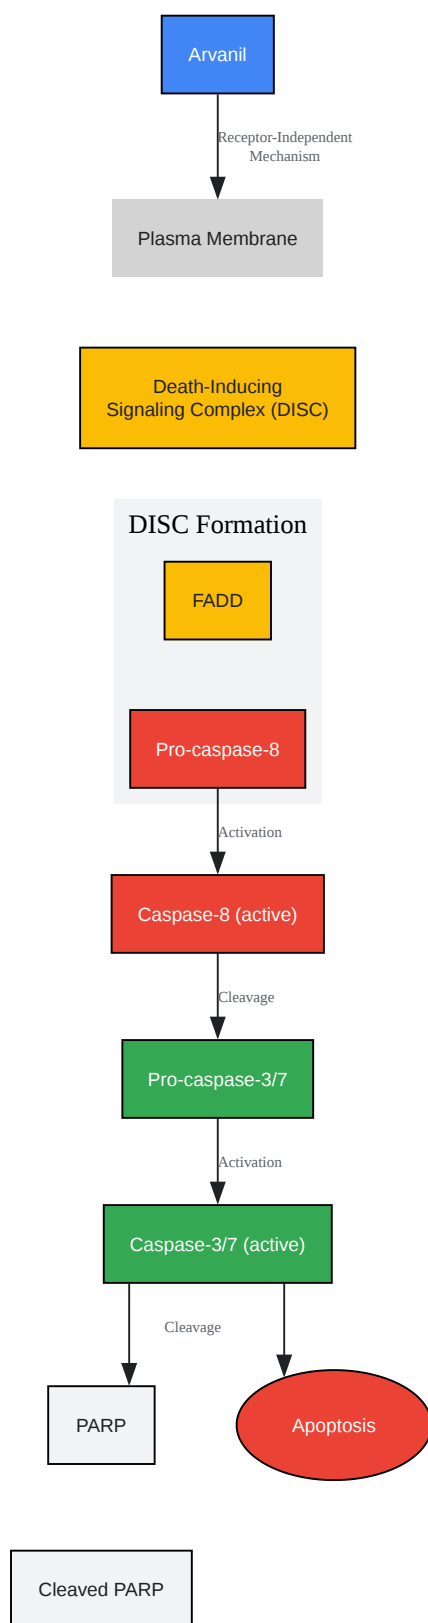 Arvanil
Receptor-Independent
Mechanism
Plasma Membrane
Death-Inducing
Signaling Complex (DISC)
DISC Formation
FADD
Pro-caspase-8
Activation
Caspase-8 (active)
Cleavage
Pro-caspase-3/7
Activation
Caspase-3/7 (active)
Cleavage
PARP
Apoptosis
Cleaved PARP